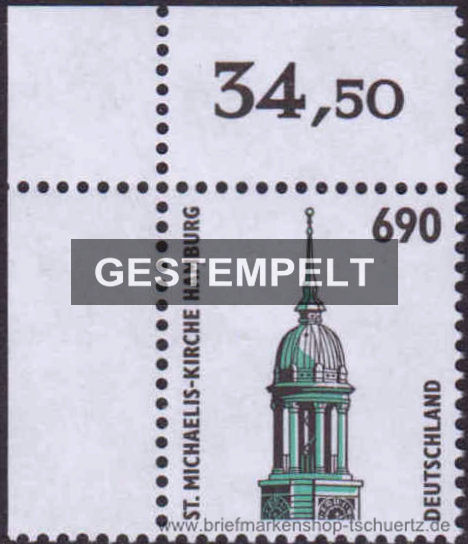 34,50
690
GESTEMPELT
ST. MICHAELIS-KIRCHE HAMBURG
DEUTSCHLAND
www.briefmarkenshop-tschuertz.de